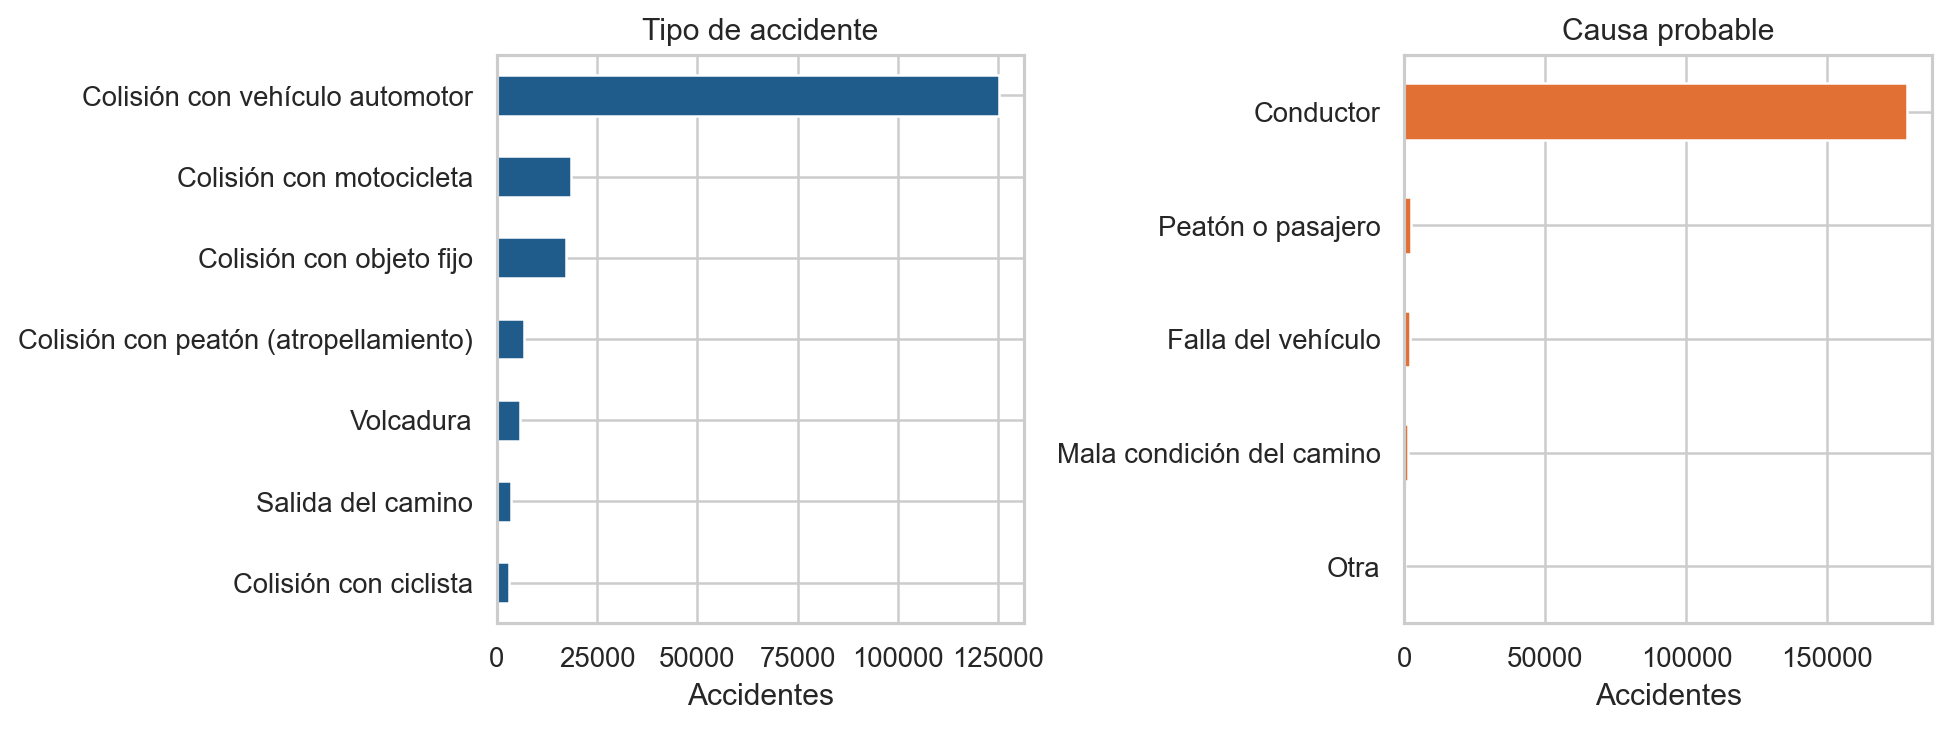 Tipo de accidente
Colisión con vehículo automotor
Colisión con motocicleta
Colisión con objeto fijo
Colisión con peatón (atropellamiento)
Volcadura
Salida del camino
Colisión con ciclista
0 25000 50000 75000 100000 125000
Accidentes
Causa probable
Conductor
Peatón o pasajero
Falla del vehículo
Mala condición del camino
Otra
0 50000 100000 150000
Accidentes